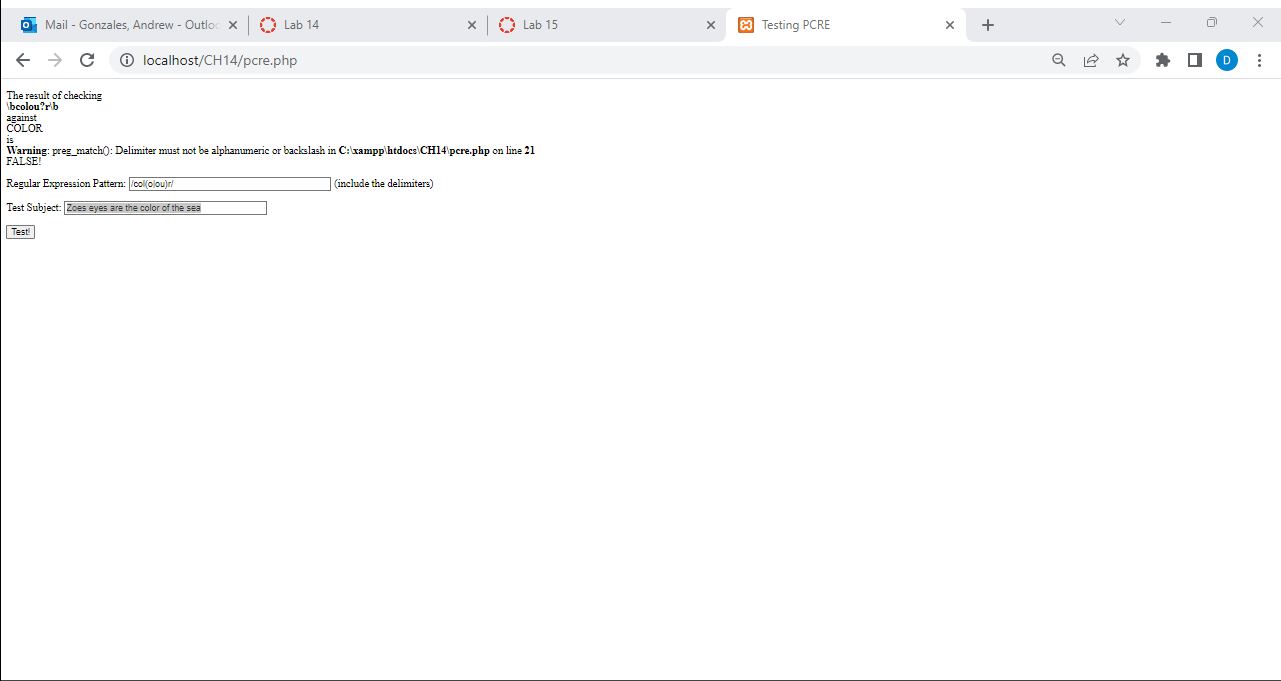 Mail - Gonzales, Andrew - Outloo
Lab 14
Lab 15
Testing PCRE
localhost/CH14/pcre.php
D
The result of checking
\bcolou?r\b
against
COLOR
is
Warning: preg_match(): Delimiter must not be alphanumeric or backslash in C:\xampp\htdocs\CH14\pcre.php on line 21
FALSE!
Regular Expression Pattern: /col(o|ou)r/ (include the delimiters)
Test Subject: Zoes eyes are the color of the sea
Test!